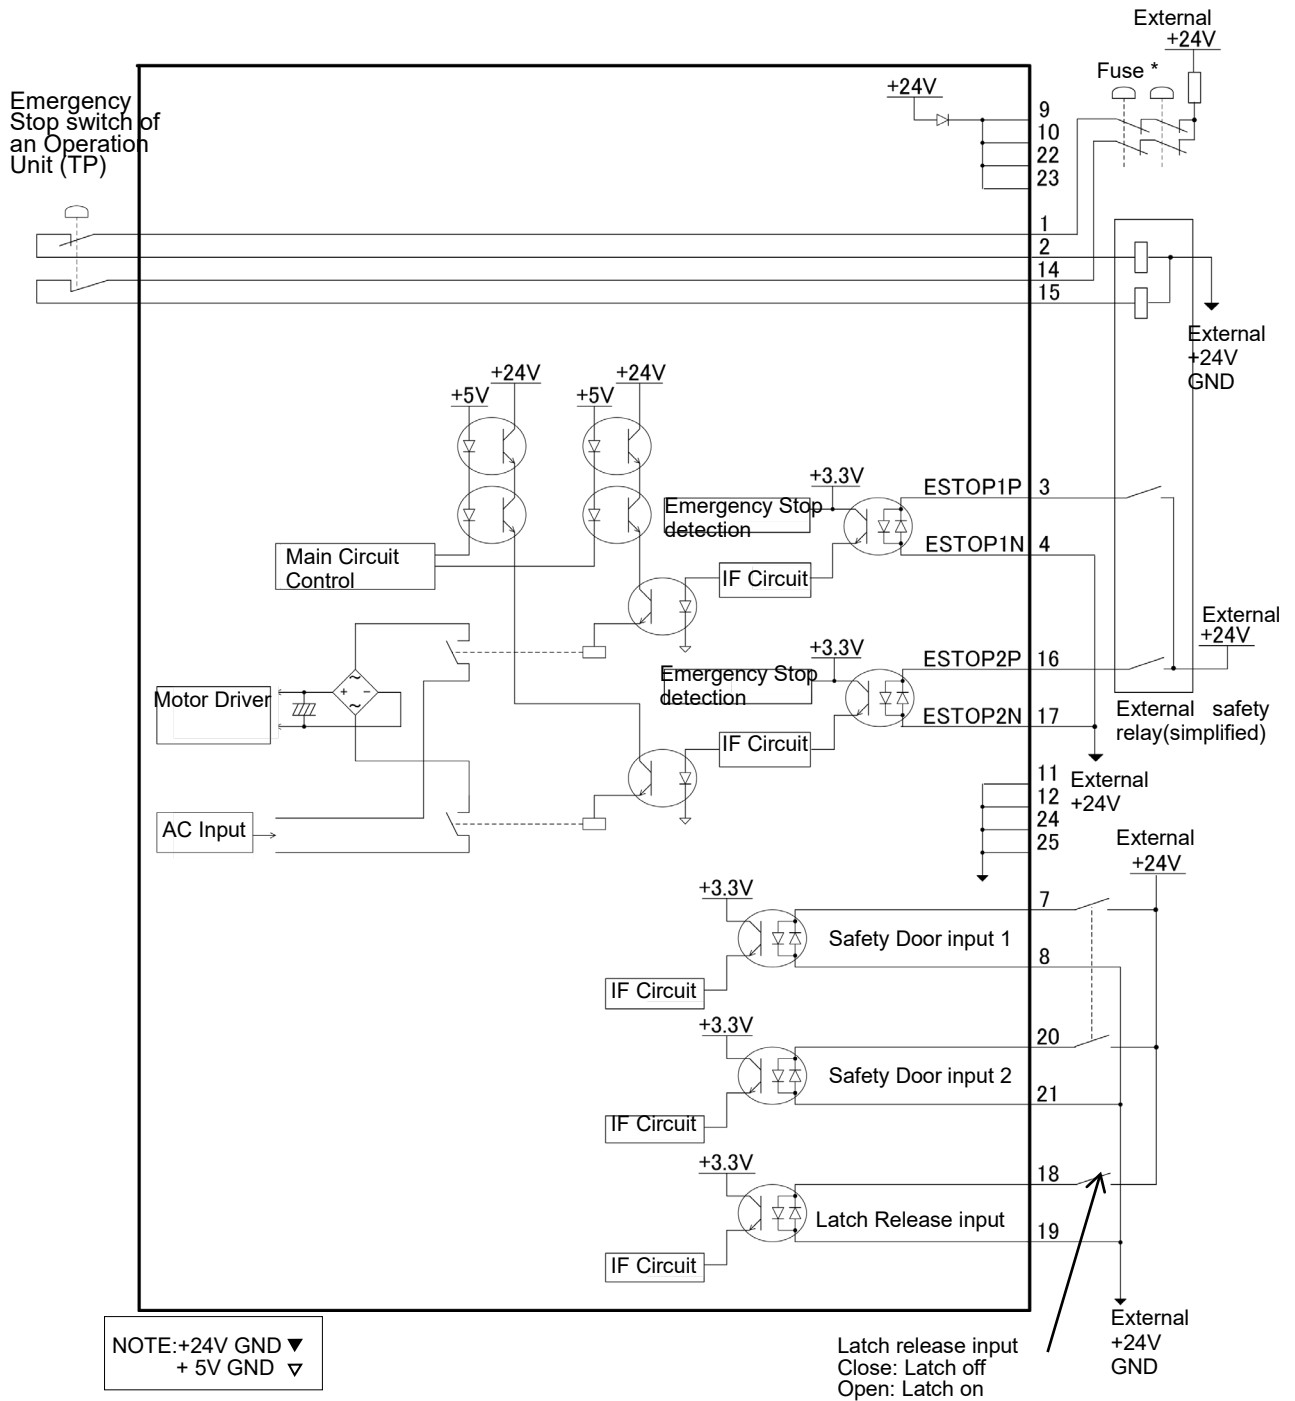 External
+24V
Fuse *
Emergency
Stop switch of
an Operation
Unit (TP)
+24V
9
10
22
23
1
2
14
15
External
+24V
GND
+24V
+5V
+24V
+5V
+3.3V
Emergency Stop
detection
ESTOP1P
3
ESTOP1N
4
Main Circuit
Control
IF Circuit
External
+24V
+3.3V
Emergency Stop
detection
ESTOP2P
16
ESTOP2N
17
Motor Driver
+
-
~
~
IF Circuit
External safety
relay(simplified)
11
12
24
25
External
+24V
AC Input
External
+24V
+3.3V
7
Safety Door input 1
8
IF Circuit
+3.3V
20
Safety Door input 2
21
IF Circuit
+3.3V
18
Latch Release input
19
IF Circuit
External
+24V
GND
NOTE:+24V GND ▼
+ 5V GND ▽
Latch release input
Close: Latch off
Open: Latch on